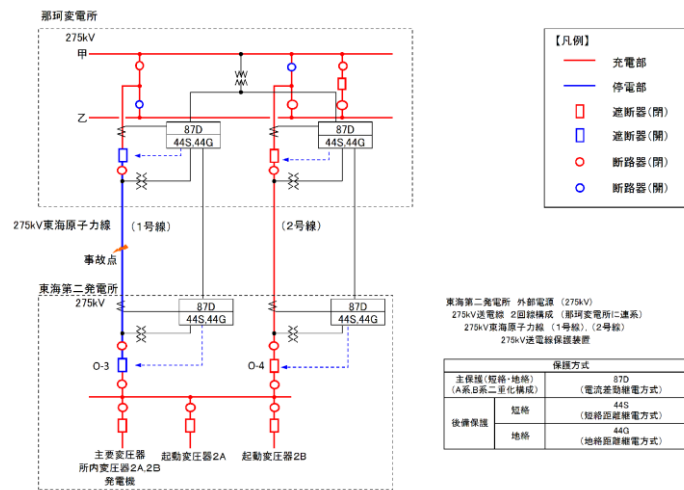 那珂変電所
275kV
甲
乙
87D
44S,44G
87D
44S,44G
275kV東海原子力線
(1号線)
(2号線)
事故点
東海第二発電所
275kV
87D
44S,44G
87D
44S,44G
O-3
O-4
主要変圧器
所内変圧器2A,2B
発電機
起動変圧器2A
起動変圧器2B
【凡例】
充電部
停電部
遮断器(閉)
遮断器(開)
断路器(閉)
断路器(開)
東海第二発電所 外部電源 (275kV)
275kV送電線 2回線構成 (那珂変電所に連系)
275kV東海原子力線 (1号線)、(2号線)
275kV送電線保護装置
保護方式
主保護(短絡・地絡)
(A系,B系二重化構成)
87D
(電流差動継電方式)
後備保護
短絡
44S
(短絡距離継電方式)
地絡
44G
(地絡距離継電方式)